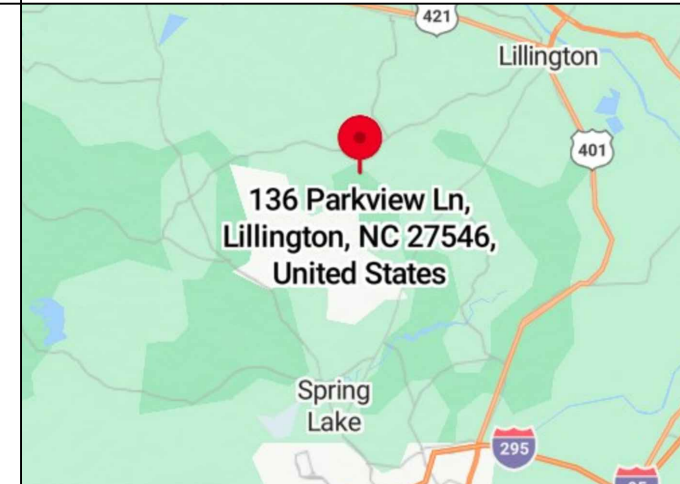 421
Lillington
401
136 Parkview Ln,
Lillington, NC 27546,
United States
Spring
Lake
295